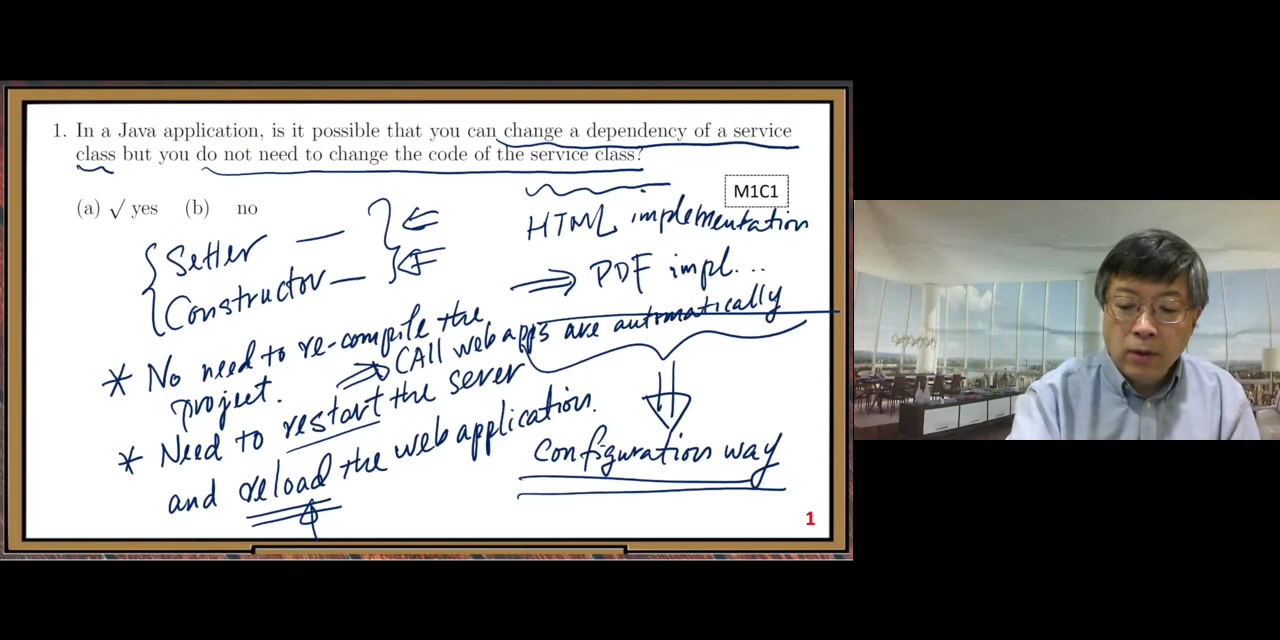 1. In a Java application, is it possible that you can change a dependency of a service
class but you do not need to change the code of the service class?
M1C1
(a) √ yes (b) no
HTML implementation
Setter
Constructor
⇒ PDF impl...
* No need to re-compile the
project.
⇒ CAll web apps are automatically
* Need to restart the sever
and reload the web application.
Configuration way
1